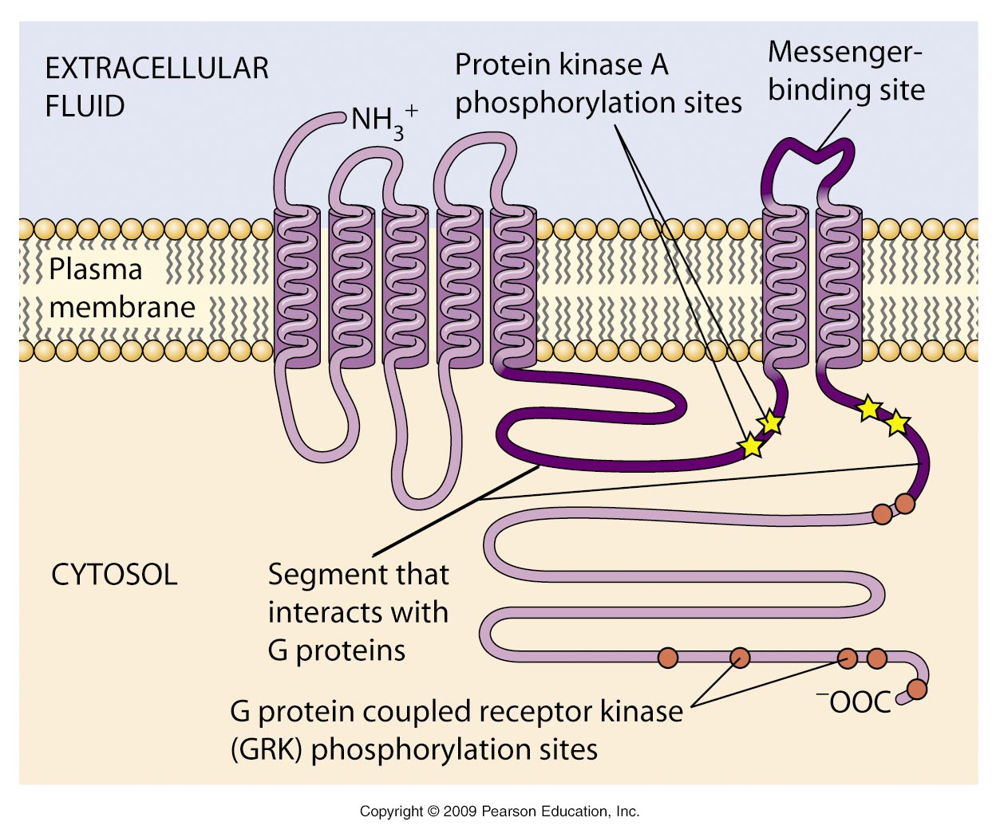 EXTRACELLULAR
FLUID
NH₃⁺
Protein kinase A
phosphorylation sites
Messenger-
binding site
Plasma
membrane
CYTOSOL
Segment that
interacts with
G proteins
G protein coupled receptor kinase
(GRK) phosphorylation sites
⁻OOC
Copyright © 2009 Pearson Education, Inc.